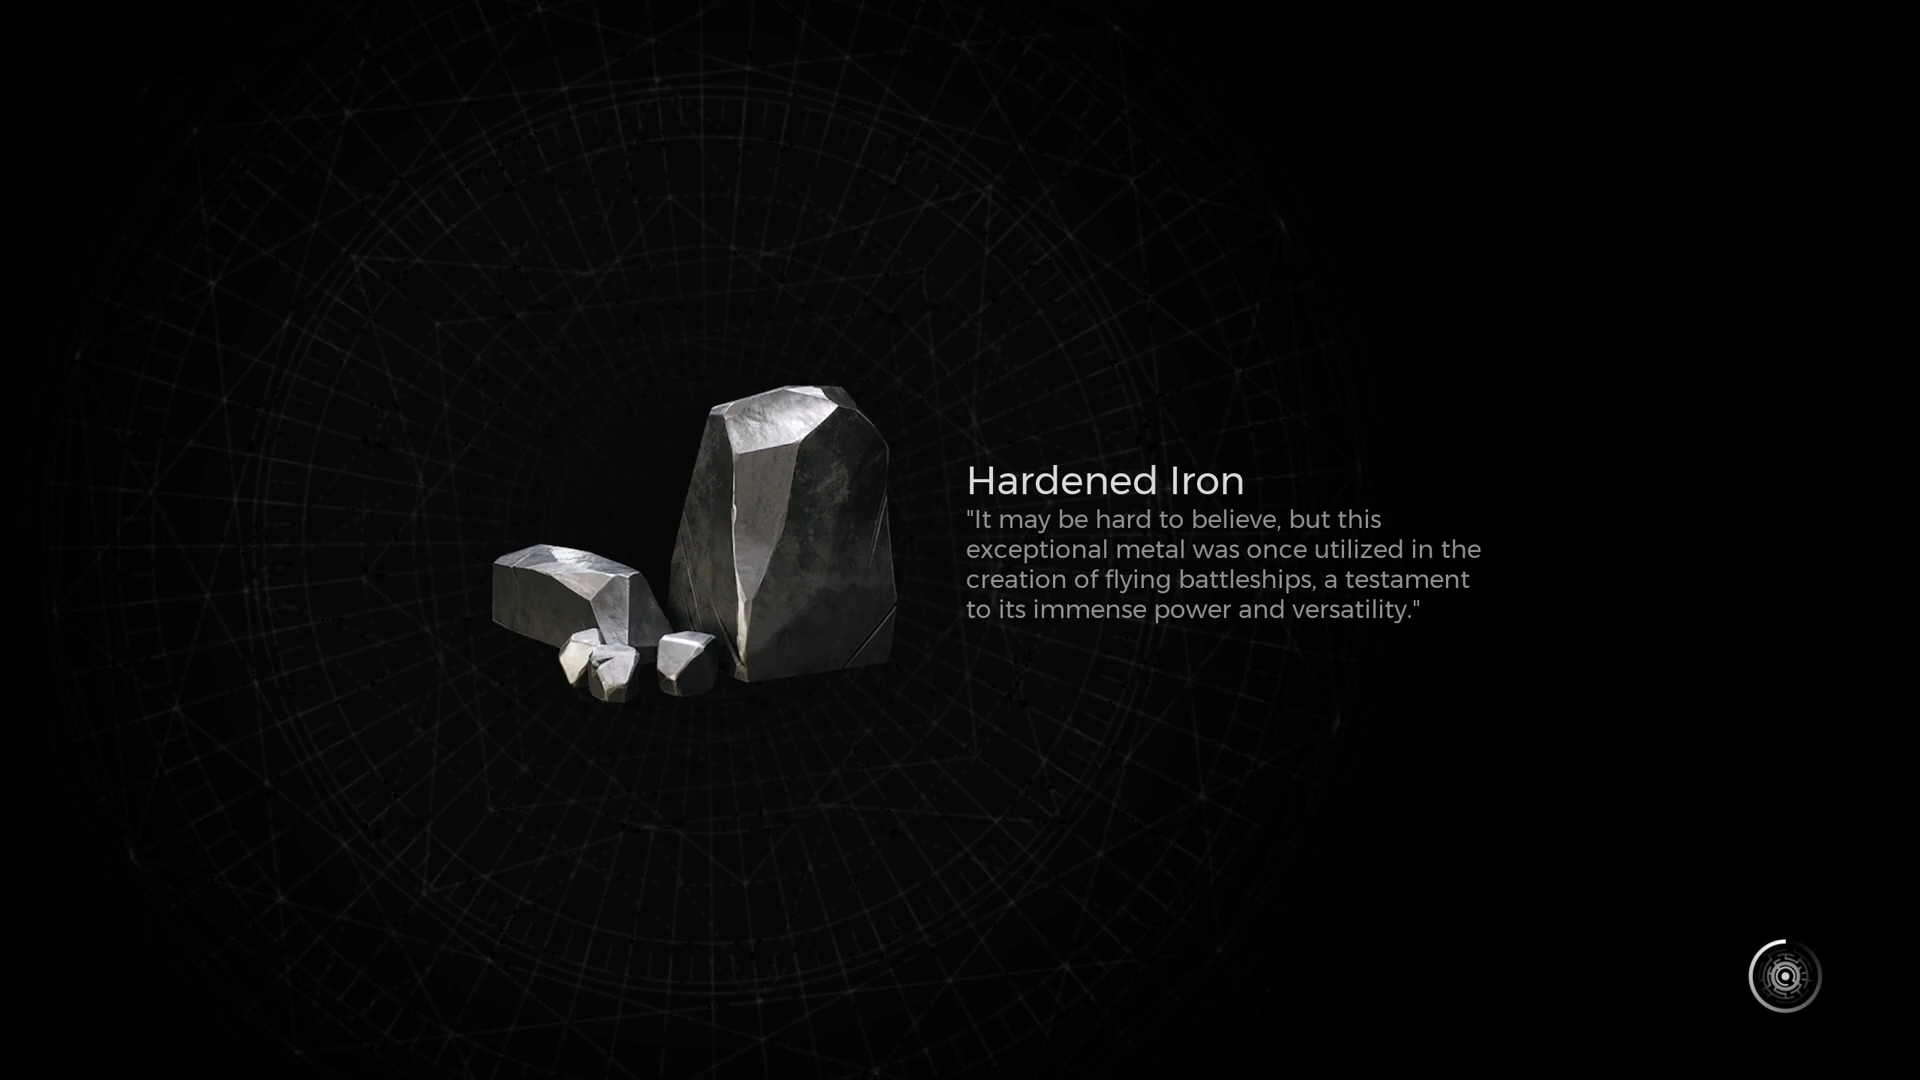 Hardened Iron
"It may be hard to believe, but this
exceptional metal was once utilized in the
creation of flying battleships, a testament
to its immense power and versatility."